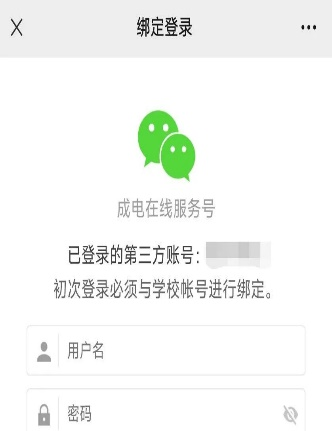 绑定登录
成电在线服务号
已登录的第三方账号：
初次登录必须与学校帐号进行绑定。
用户名
密码